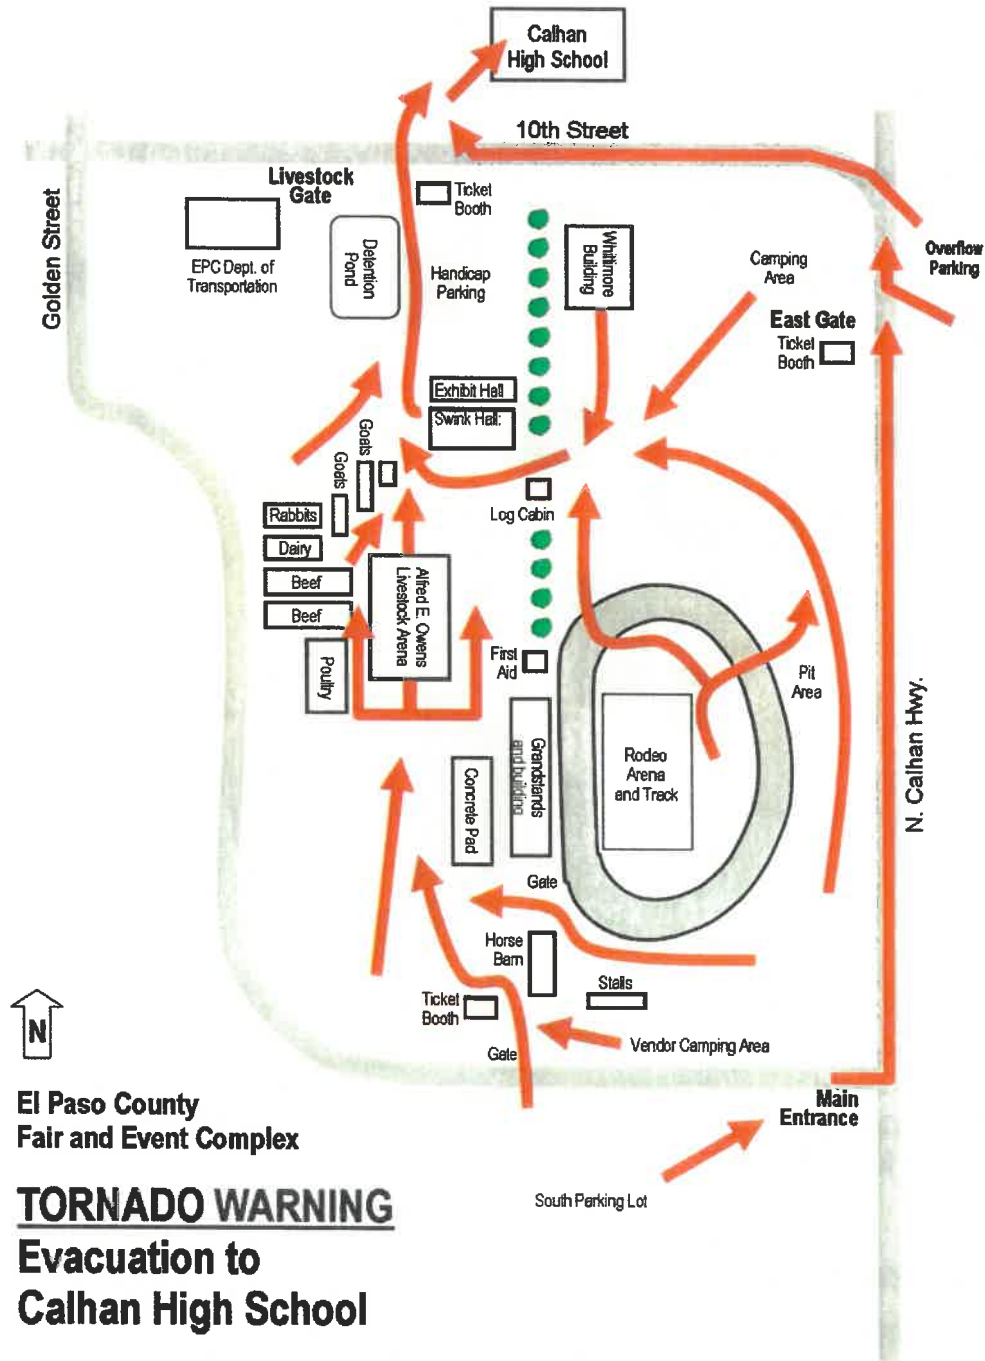 Calhan
High School
10th Street
Livestock
Gate
Ticket
Booth
Golden Street
EPC Dept. of
Transportation
Detention
Pond
Handicap
Parking
Whittimore
Building
Camping
Area
Overflow
Parking
East Gate
Ticket
Booth
Exhibit Hall
Swink Hall:
Goats
Goats
Log Cabin
Rabbits
Dairy
Beef
Beef
Alfred E. Owens
Livestock Arena
Poultry
First
Aid
Pit
Area
Grandstands
and building
Rodeo
Arena
and Track
Concrete Pad
N. Calhan Hwy.
Gate
Horse
Barn
Stalls
Ticket
Booth
Gate
Vendor Camping Area
N
Main
Entrance
South Parking Lot
El Paso County
Fair and Event Complex
TORNADO WARNING
Evacuation to
Calhan High School